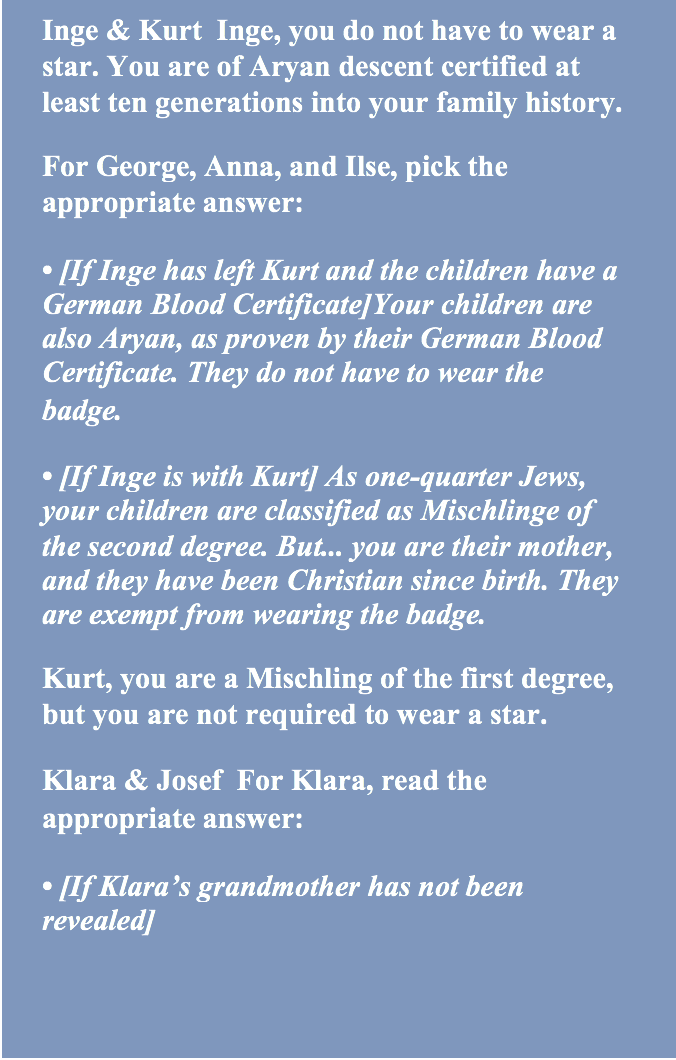 Inge & Kurt  Inge, you do not have to wear a
star. You are of Aryan descent certified at
least ten generations into your family history.
For George, Anna, and Ilse, pick the
appropriate answer:
• [If Inge has left Kurt and the children have a
German Blood Certificate]Your children are
also Aryan, as proven by their German Blood
Certificate. They do not have to wear the
badge.
• [If Inge is with Kurt] As one-quarter Jews,
your children are classified as Mischlinge of
the second degree. But... you are their mother,
and they have been Christian since birth. They
are exempt from wearing the badge.
Kurt, you are a Mischling of the first degree,
but you are not required to wear a star.
Klara & Josef  For Klara, read the
appropriate answer:
• [If Klara’s grandmother has not been
revealed]